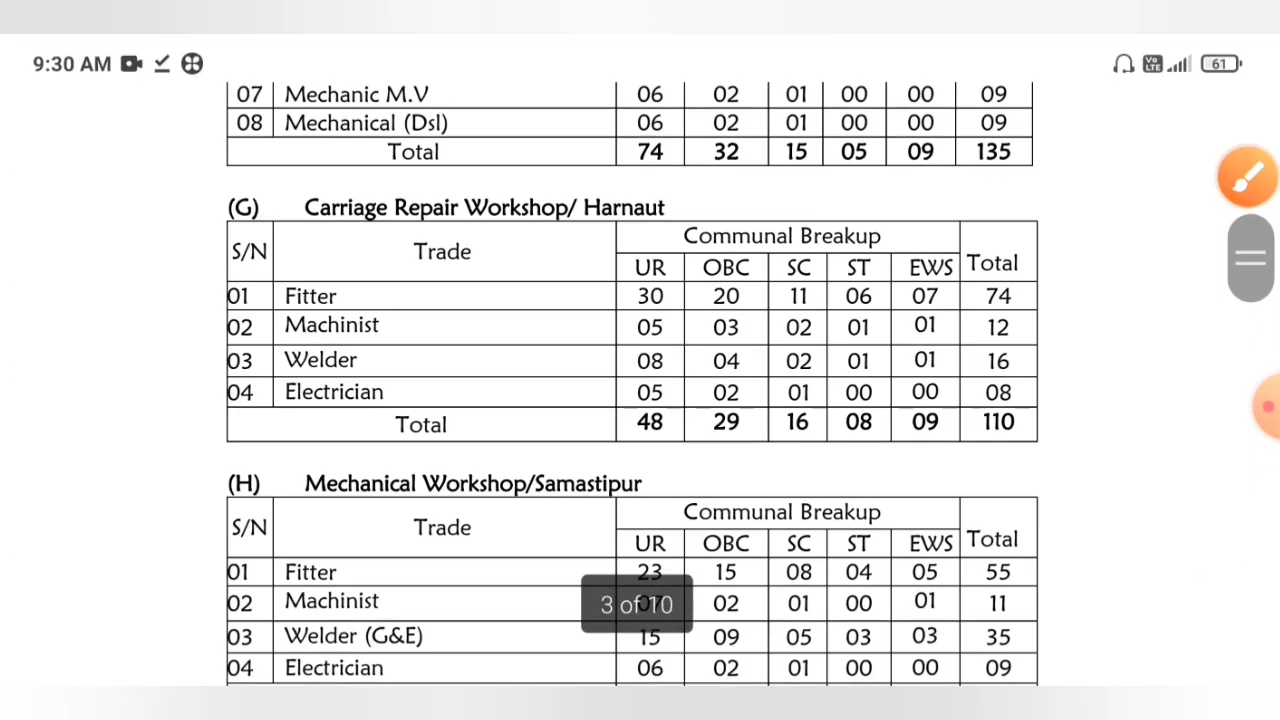 9:30 AM
Vo LTE
61
07 Mechanic M.V 06 02 01 00 00 09
08 Mechanical (Dsl) 06 02 01 00 00 09
Total 74 32 15 05 09 135
(G) Carriage Repair Workshop/ Harnaut
S/N Trade Communal Breakup Total
UR OBC SC ST EWS
01 Fitter 30 20 11 06 07 74
02 Machinist 05 03 02 01 01 12
03 Welder 08 04 02 01 01 16
04 Electrician 05 02 01 00 00 08
Total 48 29 16 08 09 110
(H) Mechanical Workshop/Samastipur
S/N Trade Communal Breakup Total
UR OBC SC ST EWS
01 Fitter 23 15 08 04 05 55
02 Machinist 07 02 01 00 01 11
3 of 10
03 Welder (G&E) 15 09 05 03 03 35
04 Electrician 06 02 01 00 00 09